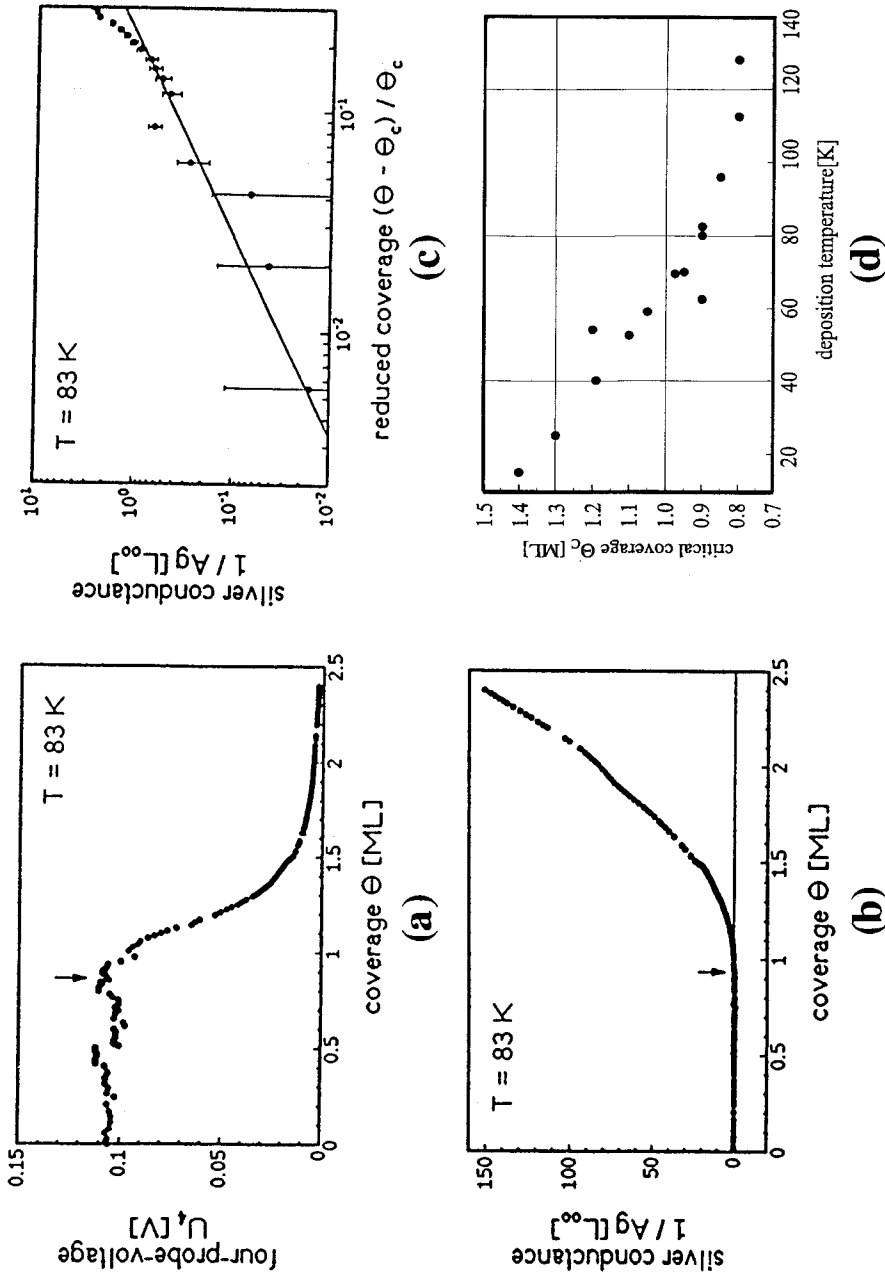 0.15
0.1
0.05
0
four-probe-voltage
U₄ [V]
T = 83 K
0
0.5
1
1.5
2
2.5
coverage Θ [ML]
(a)
150
100
50
0
silver conductance
1 / Ag [L∞]
T = 83 K
0
0.5
1
1.5
2
2.5
coverage Θ [ML]
(b)
10¹
10⁰
10⁻¹
10⁻²
silver conductance
1 / Ag [L∞]
T = 83 K
10⁻²
10⁻¹
reduced coverage (Θ - Θc) / Θc
(c)
1.5
1.4
1.3
1.2
1.1
1.0
0.9
0.8
0.7
critical coverage ΘC [ML]
20
40
60
80
100
120
140
deposition temperature[K]
(d)